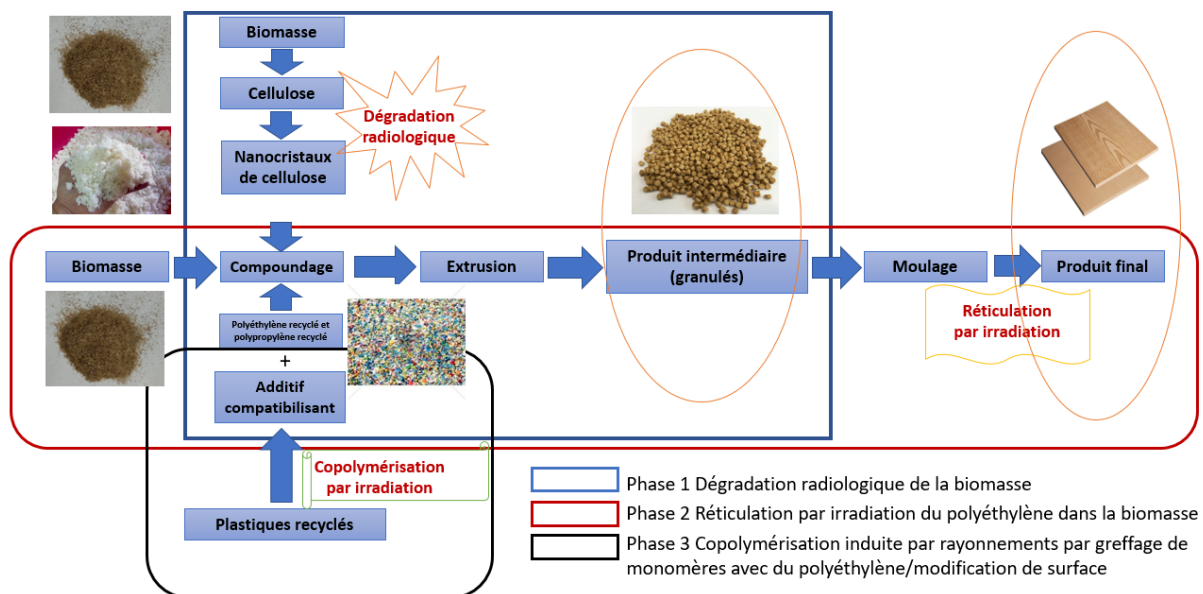 Biomasse
Cellulose
Dégradation
radiologique
Nanocristaux
de cellulose
Biomasse
Compoundage
Extrusion
Produit intermédiaire
(granulés)
Moulage
Produit final
Réticulation
par irradiation
Polyéthylène recyclé et
polypropylène recyclé
+
Additif
compatibilisant
Copolymérisation
par irradiation
Plastiques recyclés
Phase 1 Dégradation radiologique de la biomasse
Phase 2 Réticulation par irradiation du polyéthylène dans la biomasse
Phase 3 Copolymérisation induite par rayonnements par greffage de
monomères avec du polyéthylène/modification de surface